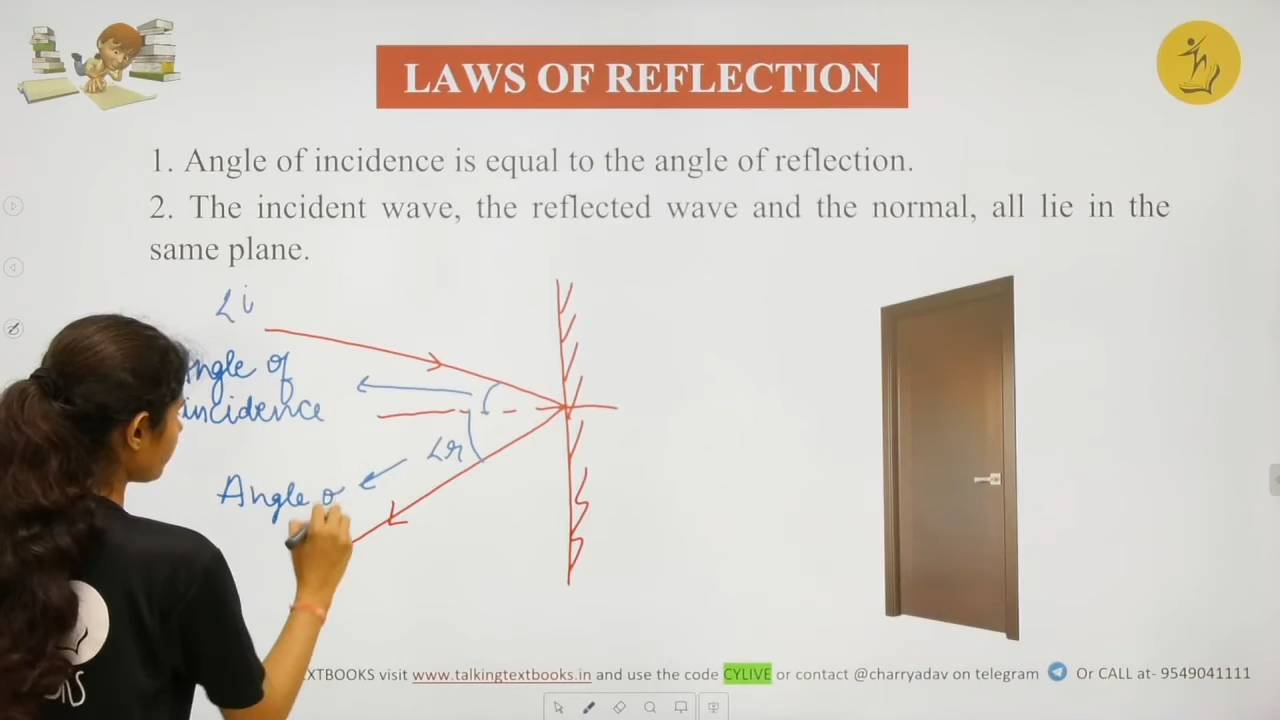 LAWS OF REFLECTION
1. Angle of incidence is equal to the angle of reflection.
2. The incident wave, the reflected wave and the normal, all lie in the
same plane.
∠i
ngle of
incidence
∠r
Angle o
EXTBOOKS visit www.talkingtextbooks.in and use the code CYLIVE or contact @charryadav on telegram Or CALL at- 9549041111